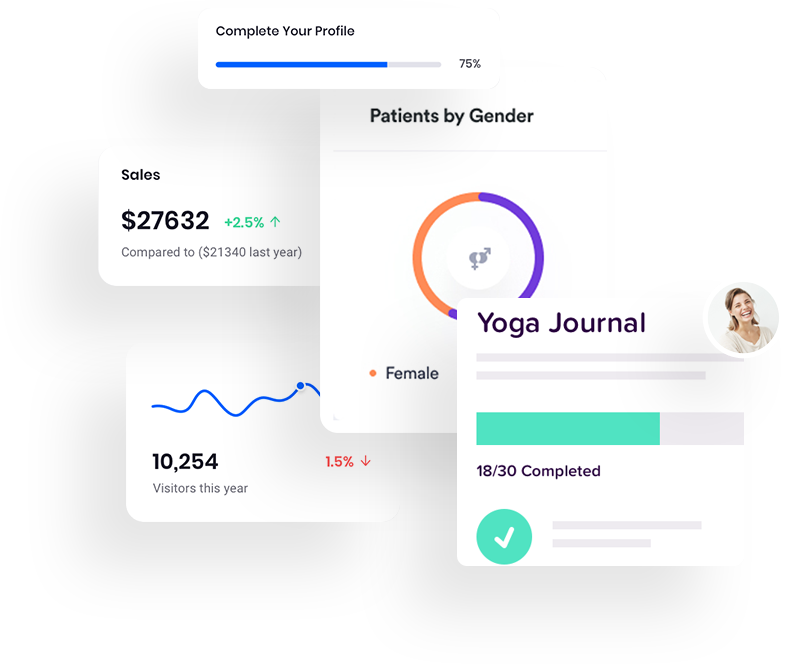 Complete Your Profile
75%
Patients by Gender
Sales
$27632 +2.5% ↑
Compared to ($21340 last year)
Female
Yoga Journal
18/30 Completed
10,254
1.5% ↓
Visitors this year